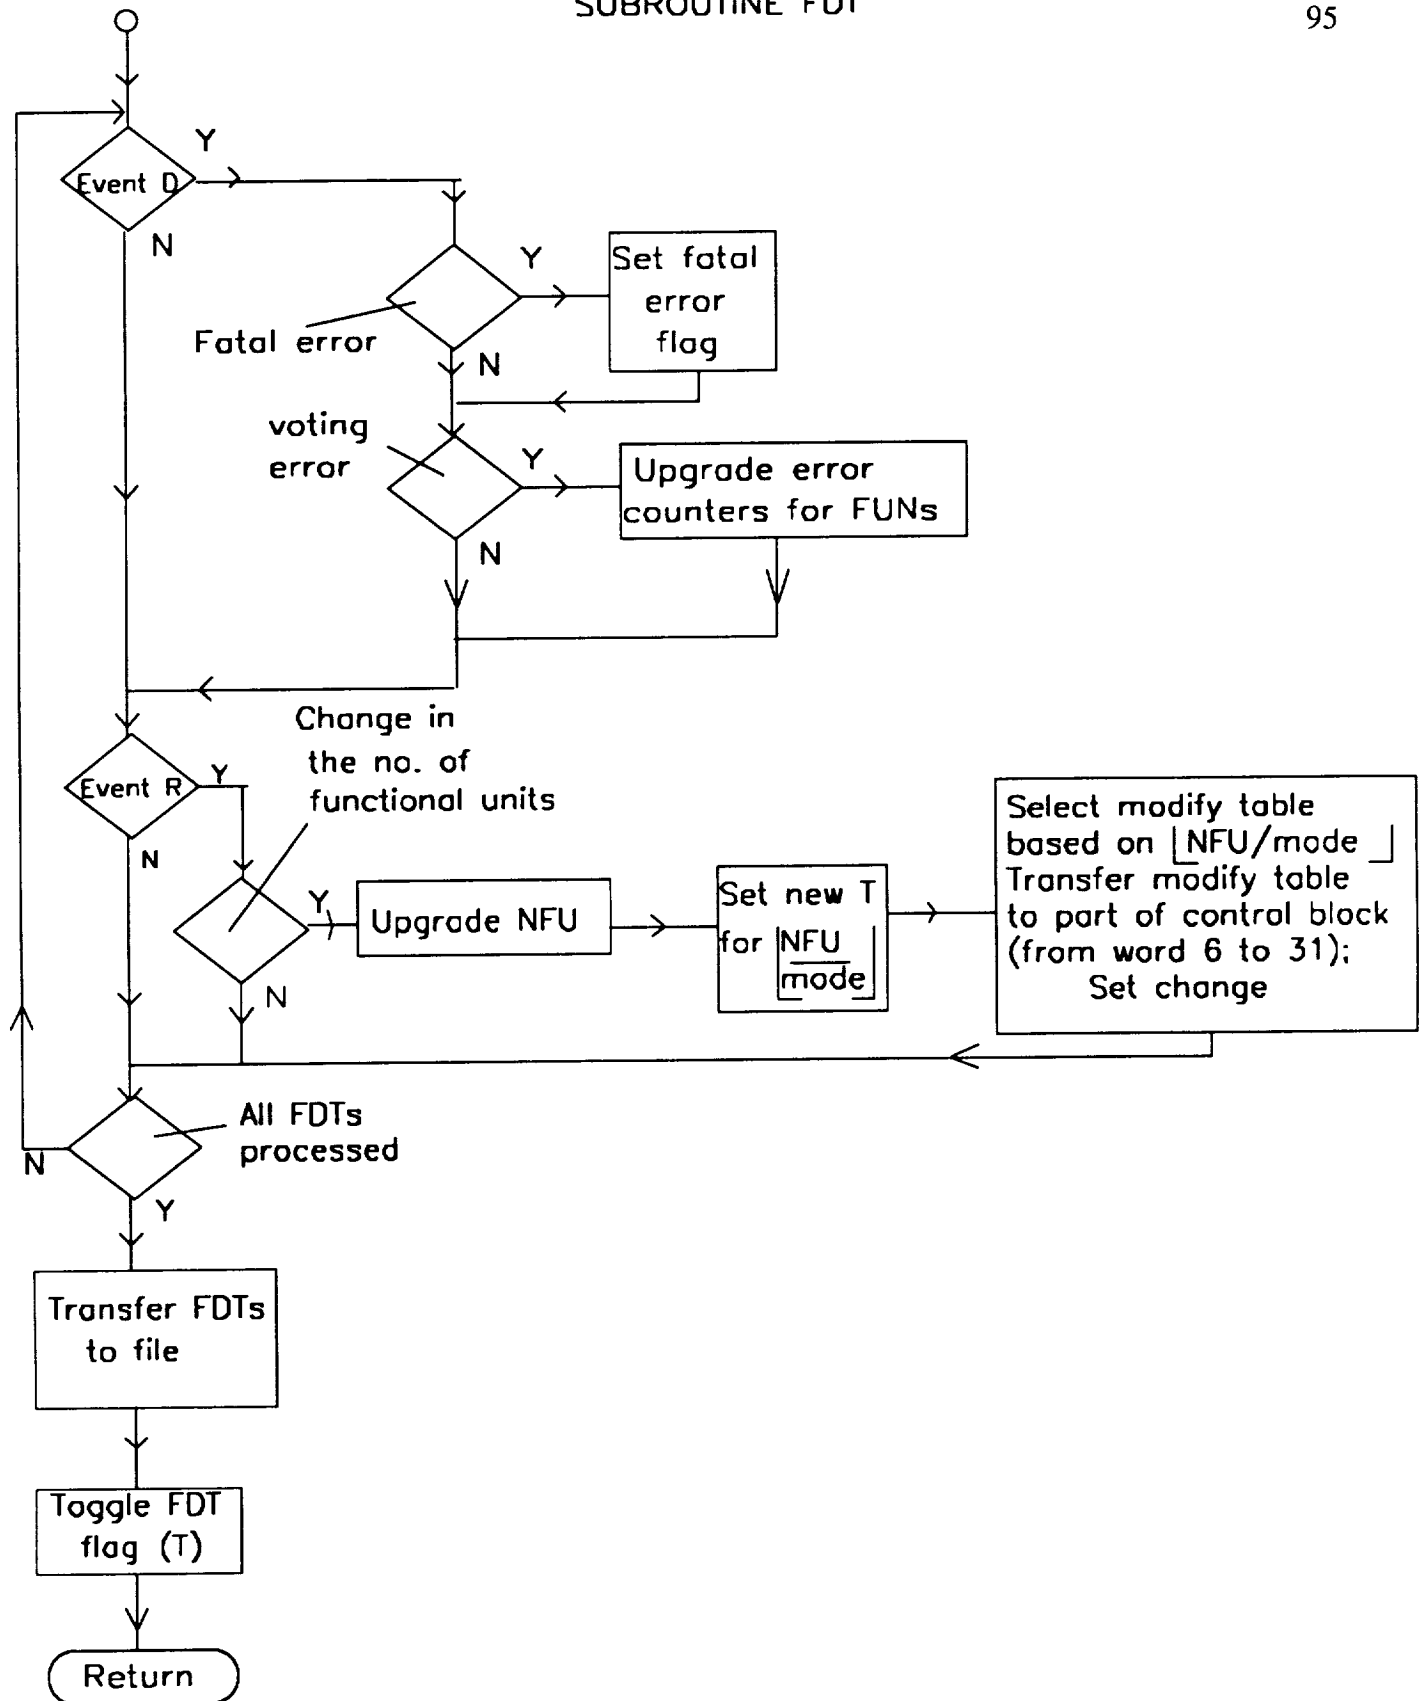 SUBROUTINE FDT
95
Y
Event D
N
Y
Set fatal
error
flag
Fatal error
N
voting
error
Y
Upgrade error
counters for FUNs
N
Change in
the no. of
functional units
Event R
Y
N
Select modify table
based on ⌊NFU/mode⌋
Transfer modify table
to part of control block
(from word 6 to 31);
Set change
Y
Upgrade NFU
Set new T
for ⌊NFU
mode⌋
N
All FDTs
processed
N
Y
Transfer FDTs
to file
Toggle FDT
flag (T)
Return